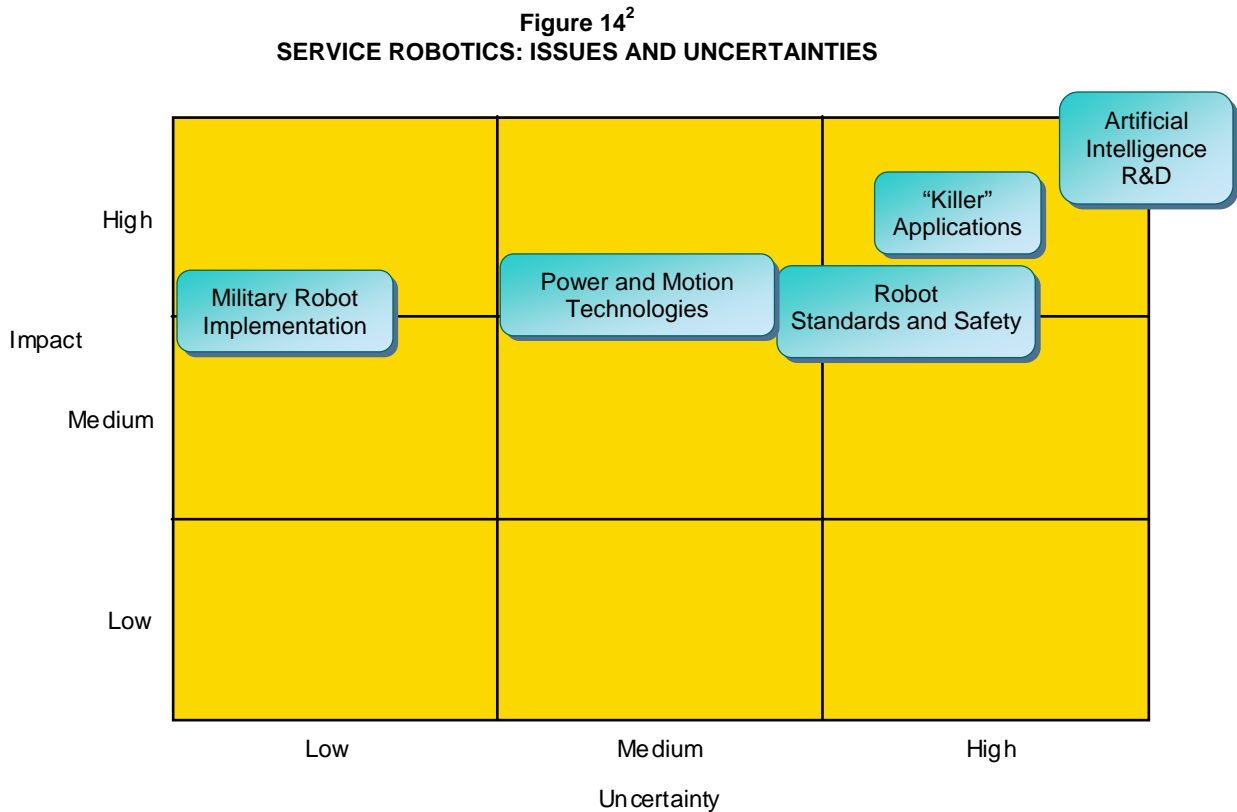 Figure 14²
SERVICE ROBOTICS: ISSUES AND UNCERTAINTIES
Artificial
Intelligence
R&D
“Killer”
Applications
High
Power and Motion
Technologies
Robot
Standards and Safety
Military Robot
Implementation
Impact
Medium
Low
Low
Medium
High
Uncertainty